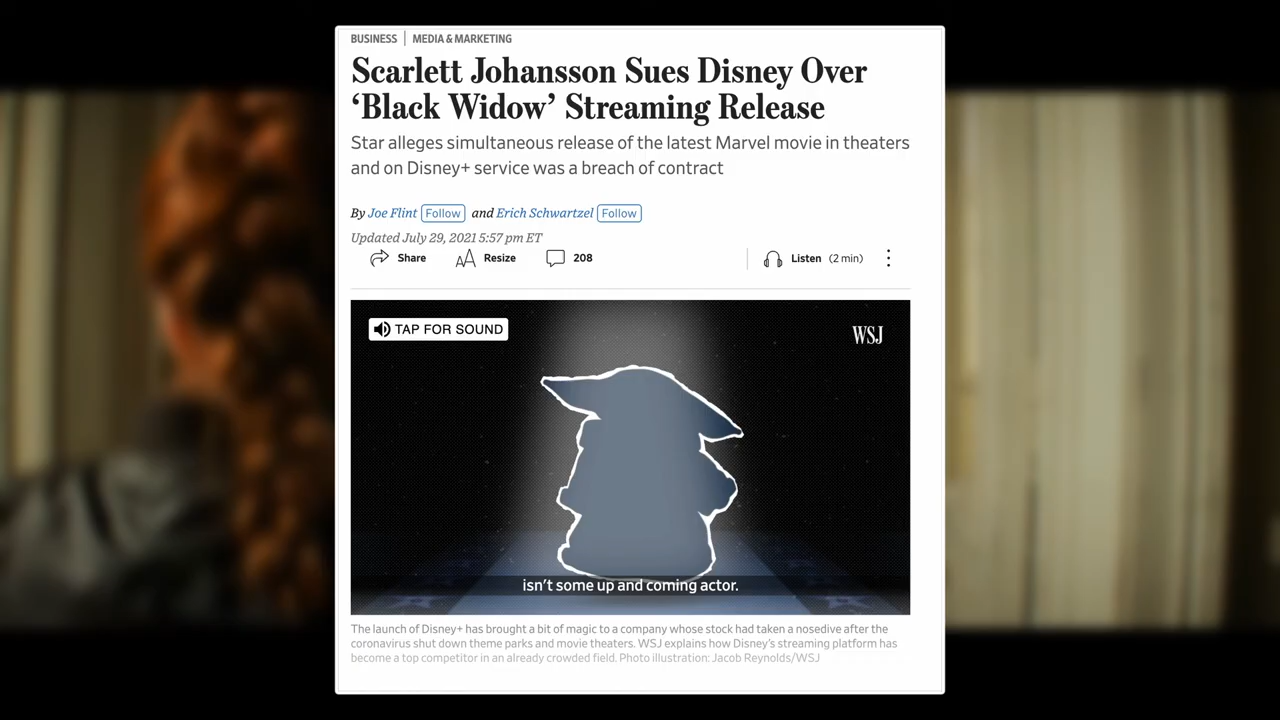 BUSINESS | MEDIA & MARKETING
Scarlett Johansson Sues Disney Over
‘Black Widow’ Streaming Release
Star alleges simultaneous release of the latest Marvel movie in theaters
and on Disney+ service was a breach of contract
By Joe Flint Follow and Erich Schwartzel Follow
Updated July 29, 2021 5:57 pm ET
Share Resize 208 Listen (2 min)
TAP FOR SOUND WSJ
isn't some up and coming actor.
The launch of Disney+ has brought a bit of magic to a company whose stock had taken a nosedive after the
coronavirus shut down theme parks and movie theaters. WSJ explains how Disney's streaming platform has
become a top competitor in an already crowded field. Photo illustration: Jacob Reynolds/WSJ